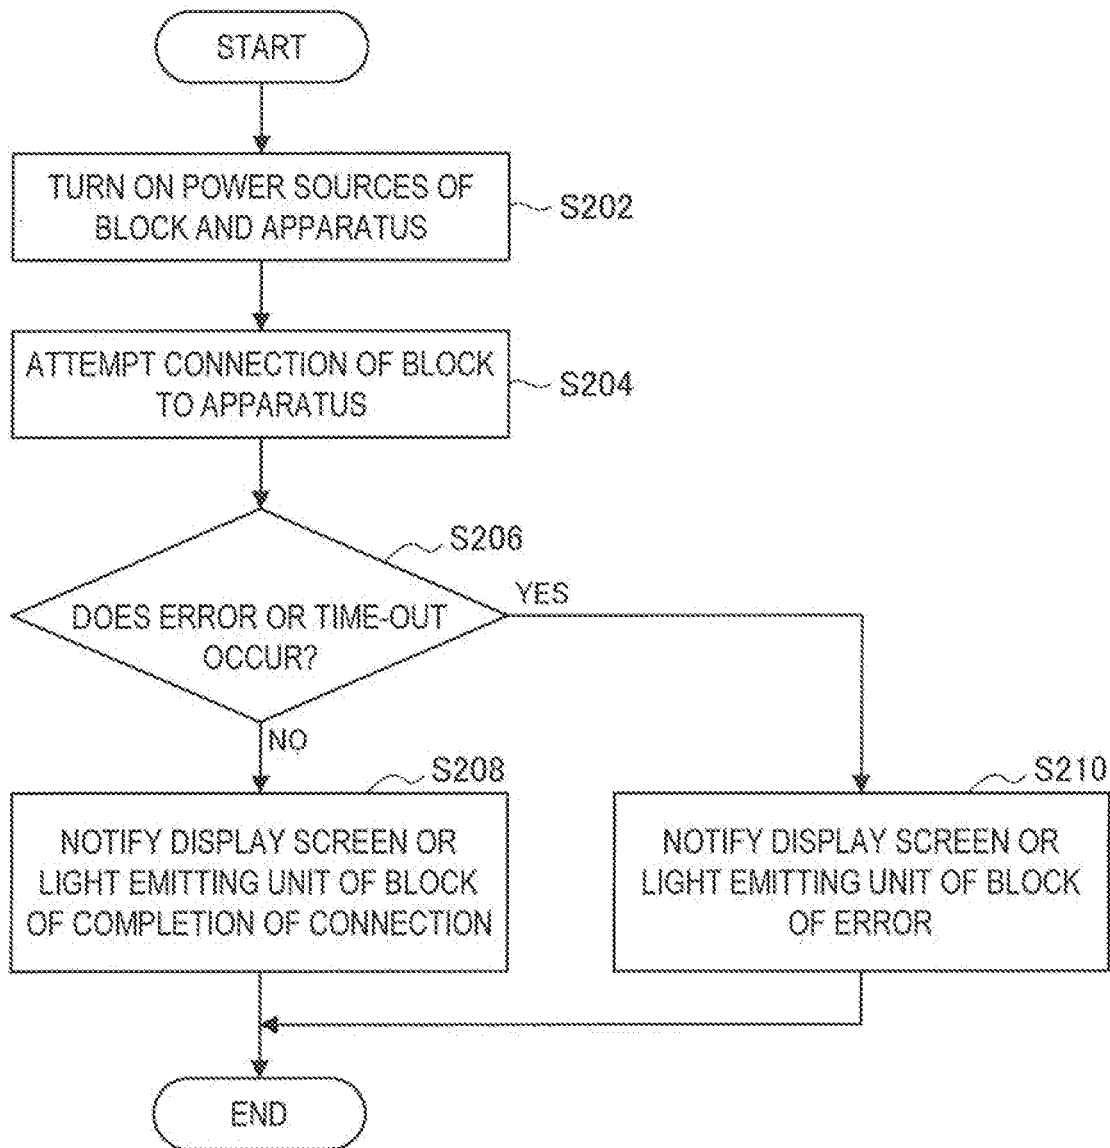 START
TURN ON POWER SOURCES OF
BLOCK AND APPARATUS
S202
ATTEMPT CONNECTION OF BLOCK
TO APPARATUS
S204
S206
DOES ERROR OR TIME-OUT
OCCUR?
YES
NO
S208
NOTIFY DISPLAY SCREEN OR
LIGHT EMITTING UNIT OF BLOCK
OF COMPLETION OF CONNECTION
S210
NOTIFY DISPLAY SCREEN OR
LIGHT EMITTING UNIT OF BLOCK
OF ERROR
END